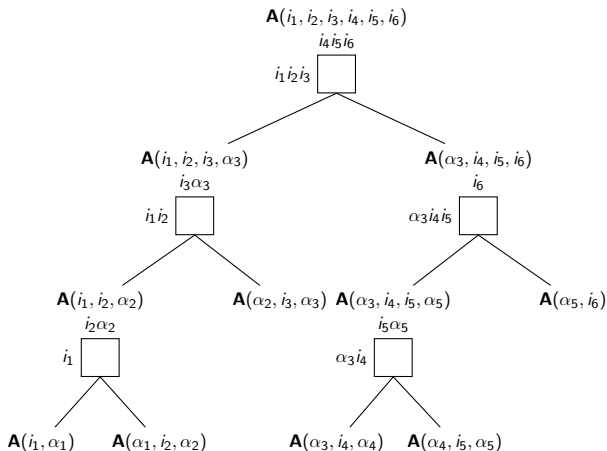 A(i₁, i₂, i₃, i₄, i₅, i₆)
i₄i₅i₆
i₁i₂i₃
A(i₁, i₂, i₃, α₃) A(α₃, i₄, i₅, i₆)
i₃α₃ i₆
i₁i₂ α₃i₄i₅
A(i₁, i₂, α₂) A(α₂, i₃, α₃) A(α₃, i₄, i₅, α₅) A(α₅, i₆)
i₂α₂ i₅α₅
i₁ α₃i₄
A(i₁, α₁) A(α₁, i₂, α₂) A(α₃, i₄, α₄) A(α₄, i₅, α₅)